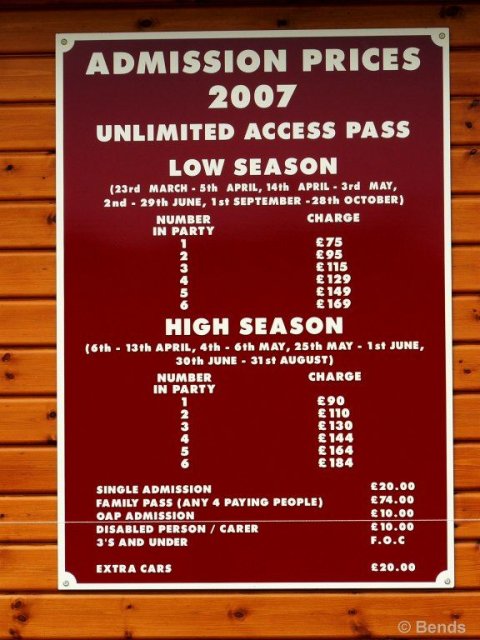 ADMISSION PRICES
2007
UNLIMITED ACCESS PASS
LOW SEASON
(23rd MARCH - 5th APRIL, 14th APRIL - 3rd MAY,
2nd - 29th JUNE, 1st SEPTEMBER -28th OCTOBER)
NUMBER IN PARTY CHARGE
1 £75
2 £95
3 £115
4 £129
5 £149
6 £169
HIGH SEASON
(6th - 13th APRIL, 4th - 6th MAY, 25th MAY - 1st JUNE,
30th JUNE - 31st AUGUST)
NUMBER IN PARTY CHARGE
1 £90
2 £110
3 £130
4 £144
5 £164
6 £184
SINGLE ADMISSION £20.00
FAMILY PASS (ANY 4 PAYING PEOPLE) £74.00
OAP ADMISSION £10.00
DISABLED PERSON / CARER £10.00
3'S AND UNDER F.O.C
EXTRA CARS £20.00
© Bends